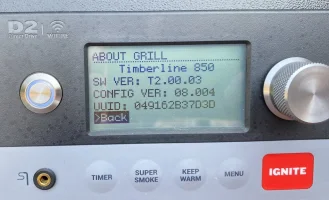 D2
WiFIRE
ABOUT GRILL
Timberline 850
SW VER: T2.00.03
CONFIG VER: 08.004
UUID: 049162B37D3D
>Back
TIMER
SUPER
SMOKE
KEEP
WARM
MENU
IGNITE